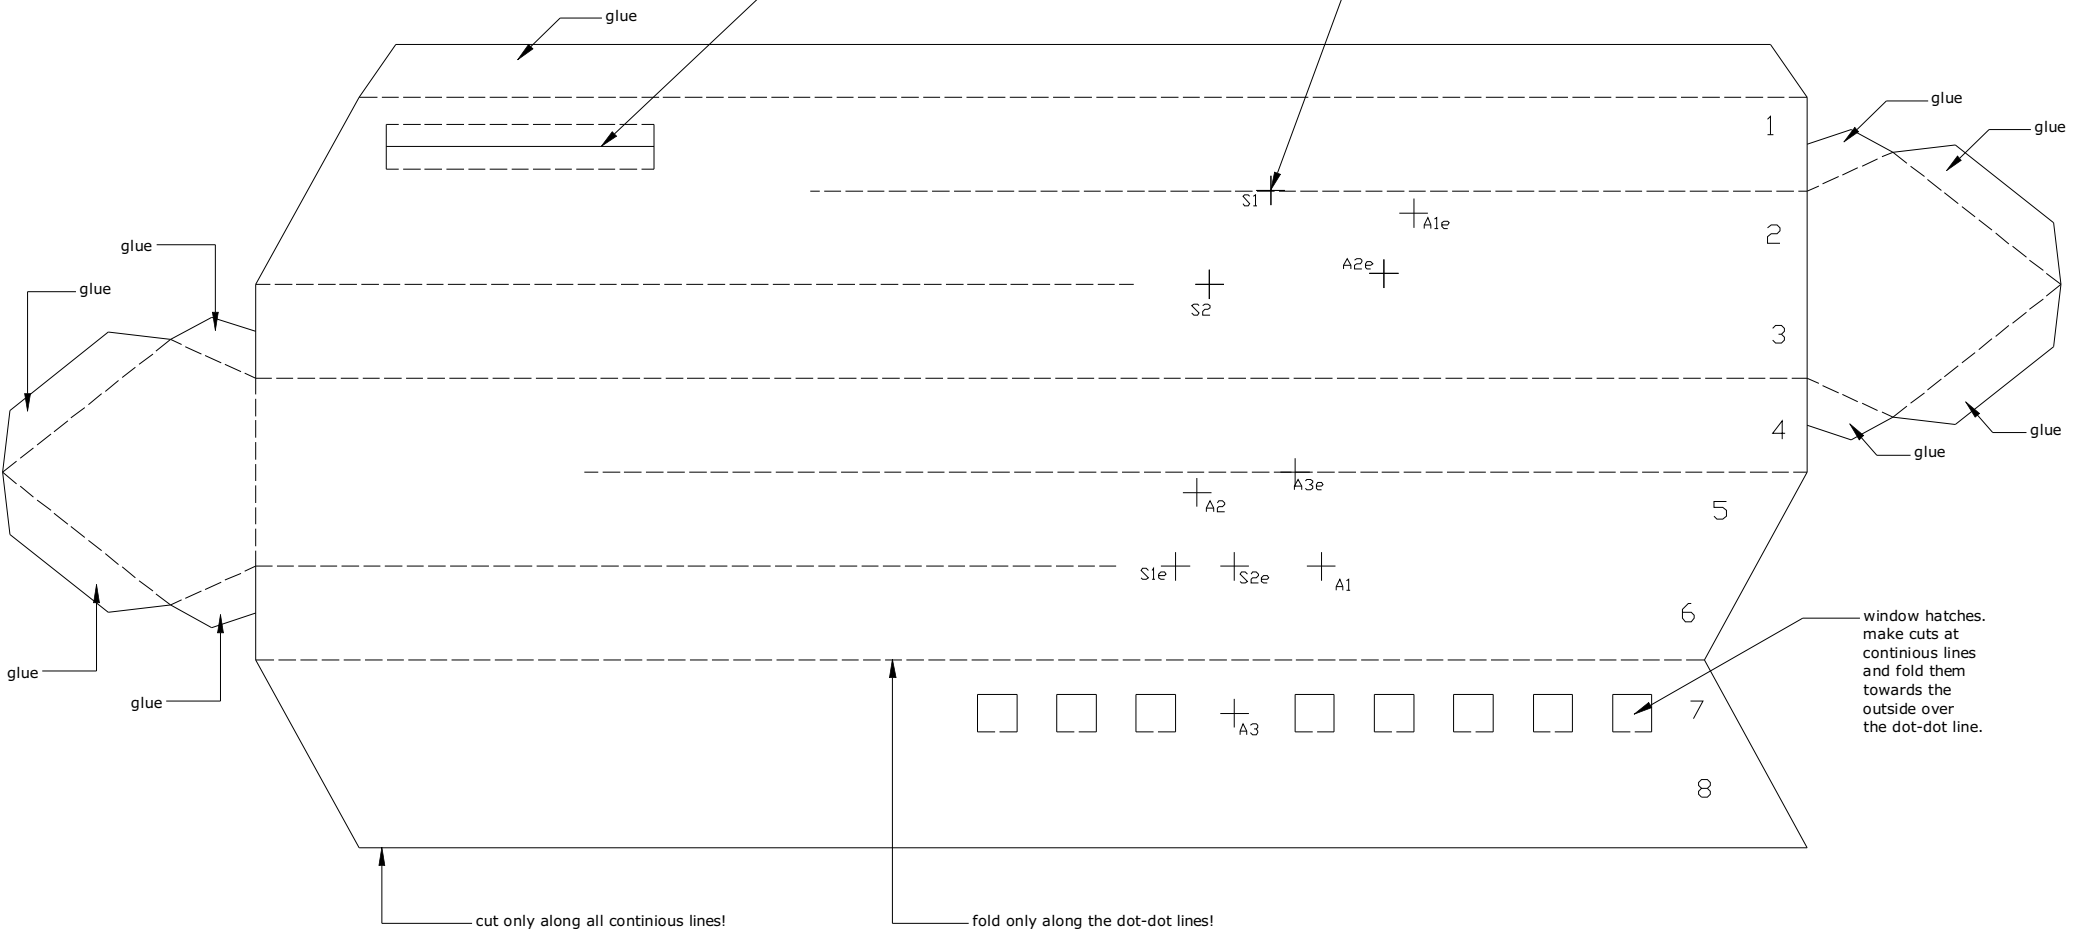 glue
glue
1
glue
S1
A1e
2
glue
A2e
glue
S2
3
4
glue
glue
A3e
A2
5
S1e
S2e
A1
6
window hatches.
make cuts at
continious lines
and fold them
towards the
outside over
the dot-dot line.
glue
glue
7
A3
8
cut only along all continious lines!
fold only along the dot-dot lines!